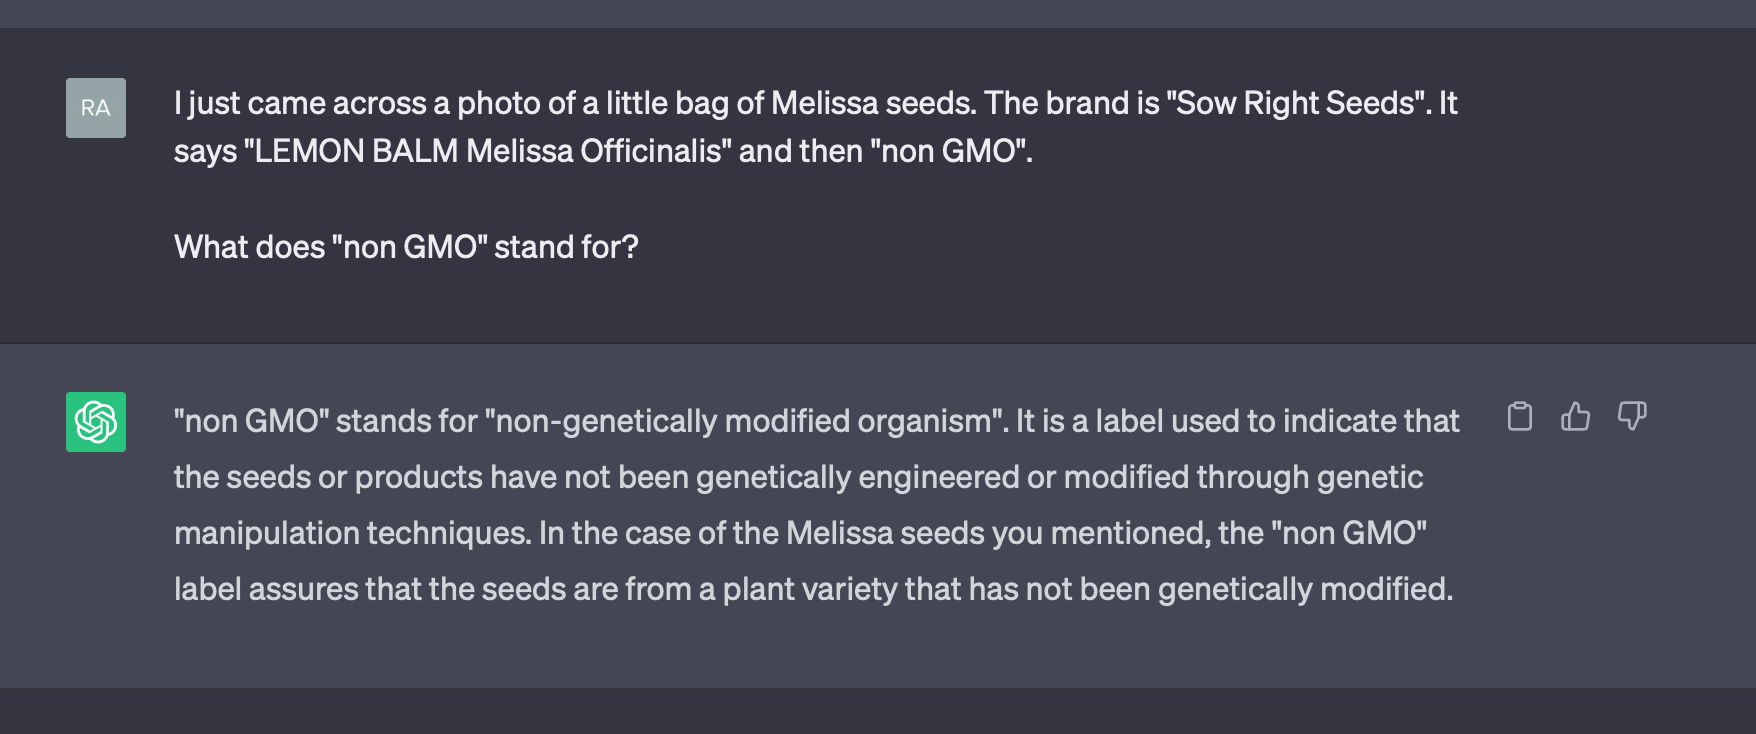 RA
I just came across a photo of a little bag of Melissa seeds. The brand is "Sow Right Seeds". It
says "LEMON BALM Melissa Officinalis" and then "non GMO".
What does "non GMO" stand for?
"non GMO" stands for "non-genetically modified organism". It is a label used to indicate that
the seeds or products have not been genetically engineered or modified through genetic
manipulation techniques. In the case of the Melissa seeds you mentioned, the "non GMO"
label assures that the seeds are from a plant variety that has not been genetically modified.